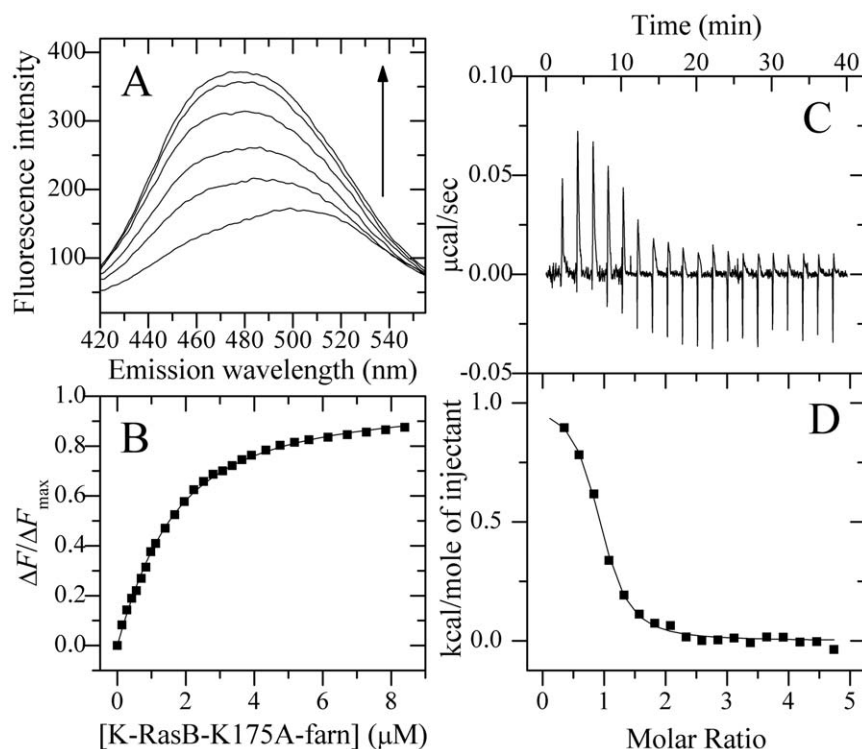 A
Fluorescence intensity
400
300
200
100
420 440 460 480 500 520 540
Emission wavelength (nm)
B
ΔF/ΔFmax
1.0
0.8
0.6
0.4
0.2
0.0
0 2 4 6 8
[K-RasB-K175A-farn] (μM)
Time (min)
0 10 20 30 40
C
μcal/sec
0.10
0.05
0.00
-0.05
D
kcal/mole of injectant
1.0
0.5
0.0
0 1 2 3 4 5
Molar Ratio